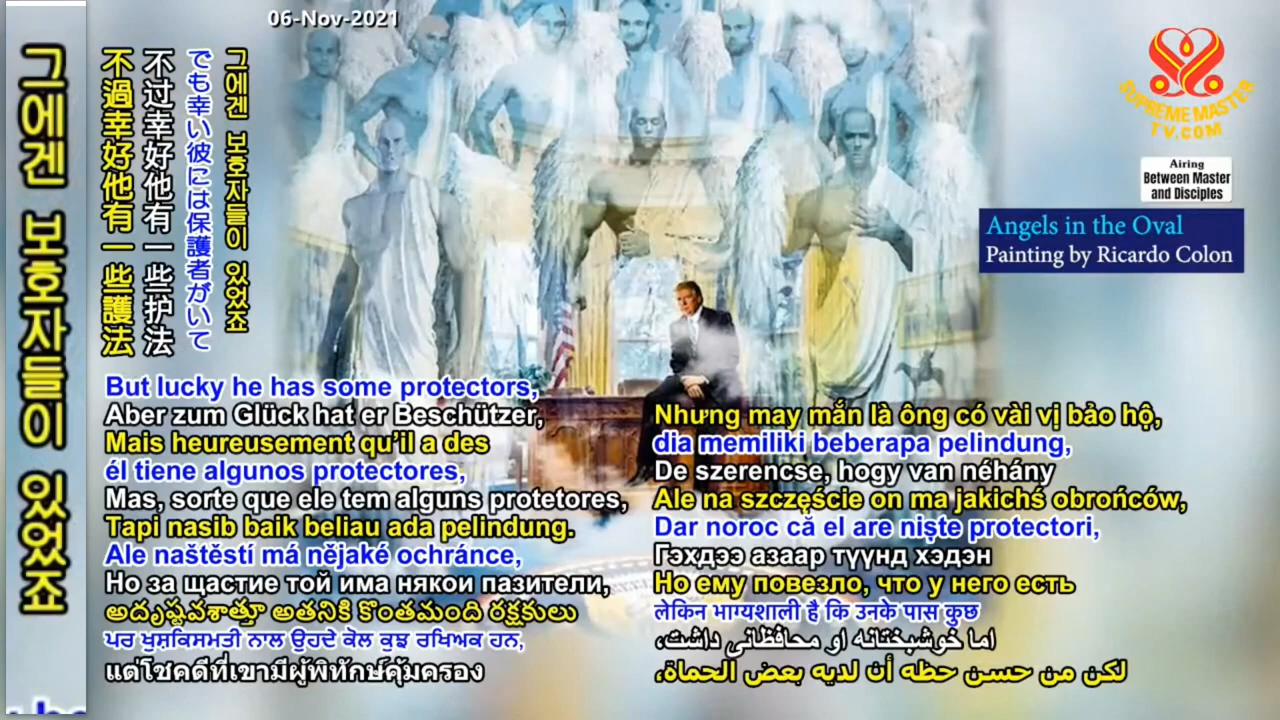 06-Nov-2021
그에겐 보호자들이 있었죠
不過幸好他有一些護法
不过幸好他有一些护法
でも幸い彼には保護者がいて
그에겐 보호자들이 있었죠
SUPREME MASTER
TV.COM
Airing
Between Master
and Disciples
Angels in the Oval
Painting by Ricardo Colon
But lucky he has some protectors,
Aber zum Glück hat er Beschützer,
Mais heureusement qu’il a des
él tiene algunos protectores,
Mas, sorte que ele tem alguns protetores,
Tapi nasib baik beliau ada pelindung.
Ale naštěstí má nějaké ochránce,
Но за щастие той има някои пазители,
అదృష్టవశాత్తూ అతనికి కొంతమంది రక్షకులు
ਪਰ ਖੁਸ਼ਕਿਸਮਤੀ ਨਾਲ ਉਹਦੇ ਕੋਲ ਕੁਝ ਰਖਿਅਕ ਹਨ,
แต่โชคดีที่เขามีผู้พิทักษ์คุ้มครอง
Nhưng may mắn là ông có vài vị bảo hộ,
dia memiliki beberapa pelindung,
De szerencse, hogy van néhány
Ale na szczęście on ma jakichś obrońców,
Dar noroc că el are niște protectori,
Гэхдээ азаар түүнд хэдэн
Но ему повезло, что у него есть
लेकिन भाग्यशाली है कि उनके पास कुछ
اما خوشبختانه او محافظانی داشت،
لكن من حسن حظه أن لديه بعض الحماة،